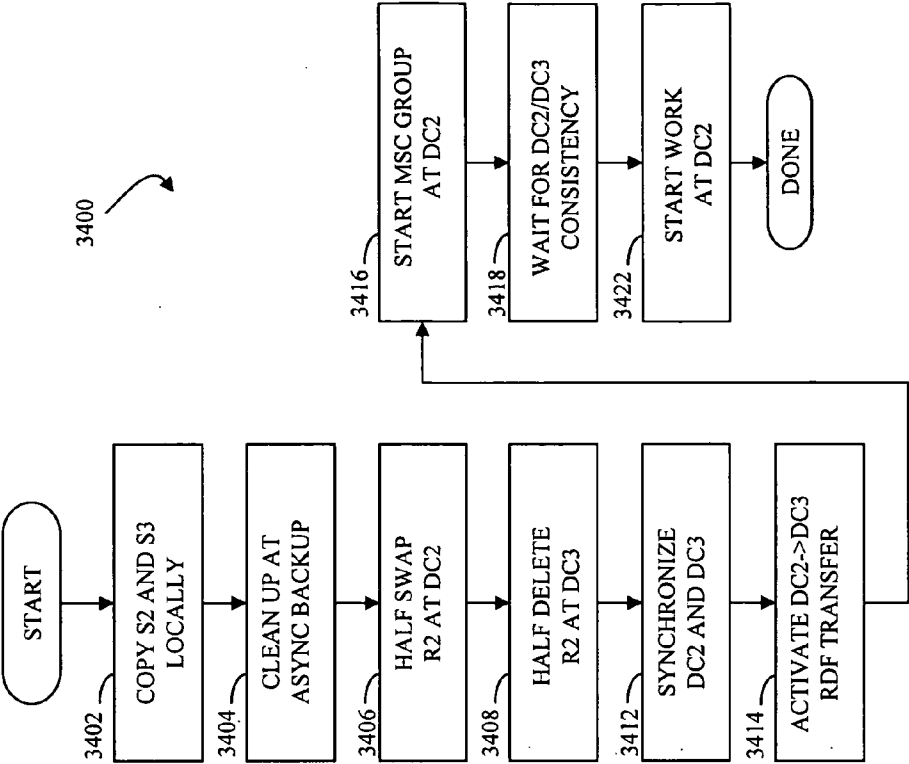 3400
START
3402
COPY S2 AND S3
LOCALLY
3404
CLEAN UP AT
ASYNC BACKUP
3406
HALF SWAP
R2 AT DC2
3408
HALF DELETE
R2 AT DC3
3412
SYNCHRONIZE
DC2 AND DC3
3414
ACTIVATE DC2->DC3
RDF TRANSFER
3416
START MSC GROUP
AT DC2
3418
WAIT FOR DC2/DC3
CONSISTENCY
3422
START WORK
AT DC2
DONE